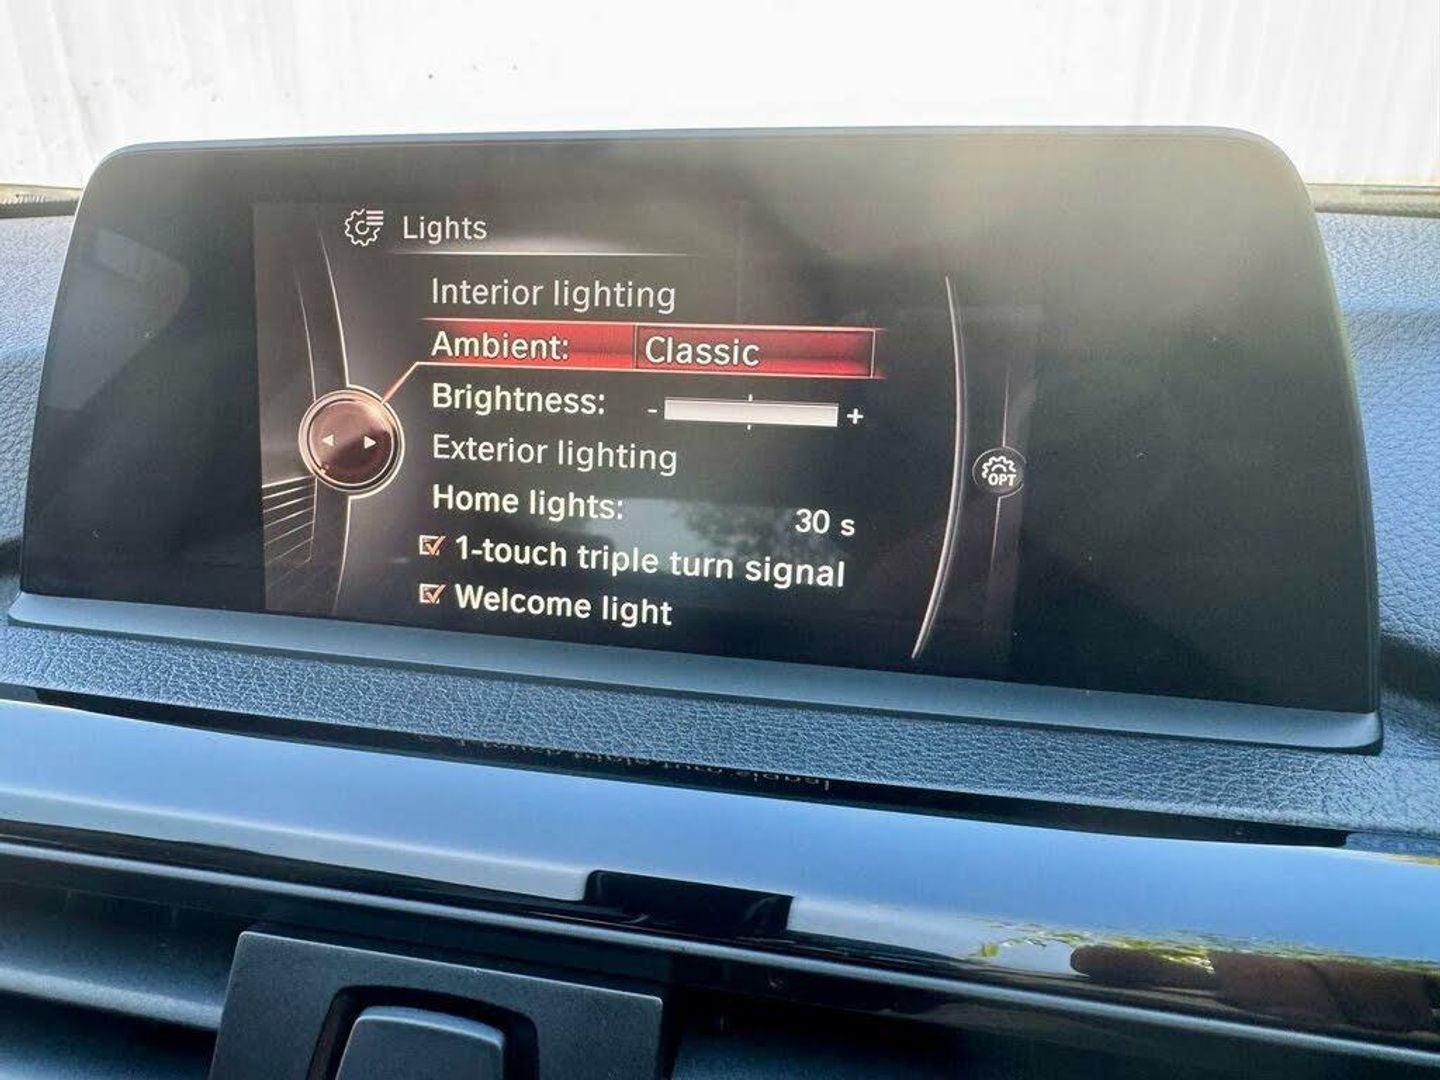 Lights
Interior lighting
Ambient: Classic
Brightness: - +
Exterior lighting
Home lights: 30 s
1-touch triple turn signal
Welcome light
OPT